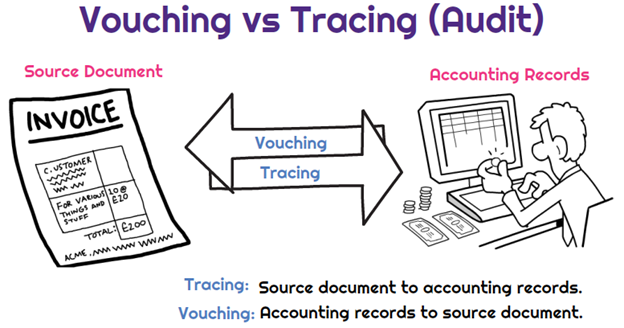 Vouching vs Tracing (Audit)
Source Document
Accounting Records
INVOICE
CUSTOMER
FOR VARIOUS THINGS AND STUFF
10 @ £20
TOTAL: £200
ACME
Vouching
Tracing
Tracing: Source document to accounting records.
Vouching: Accounting records to source document.